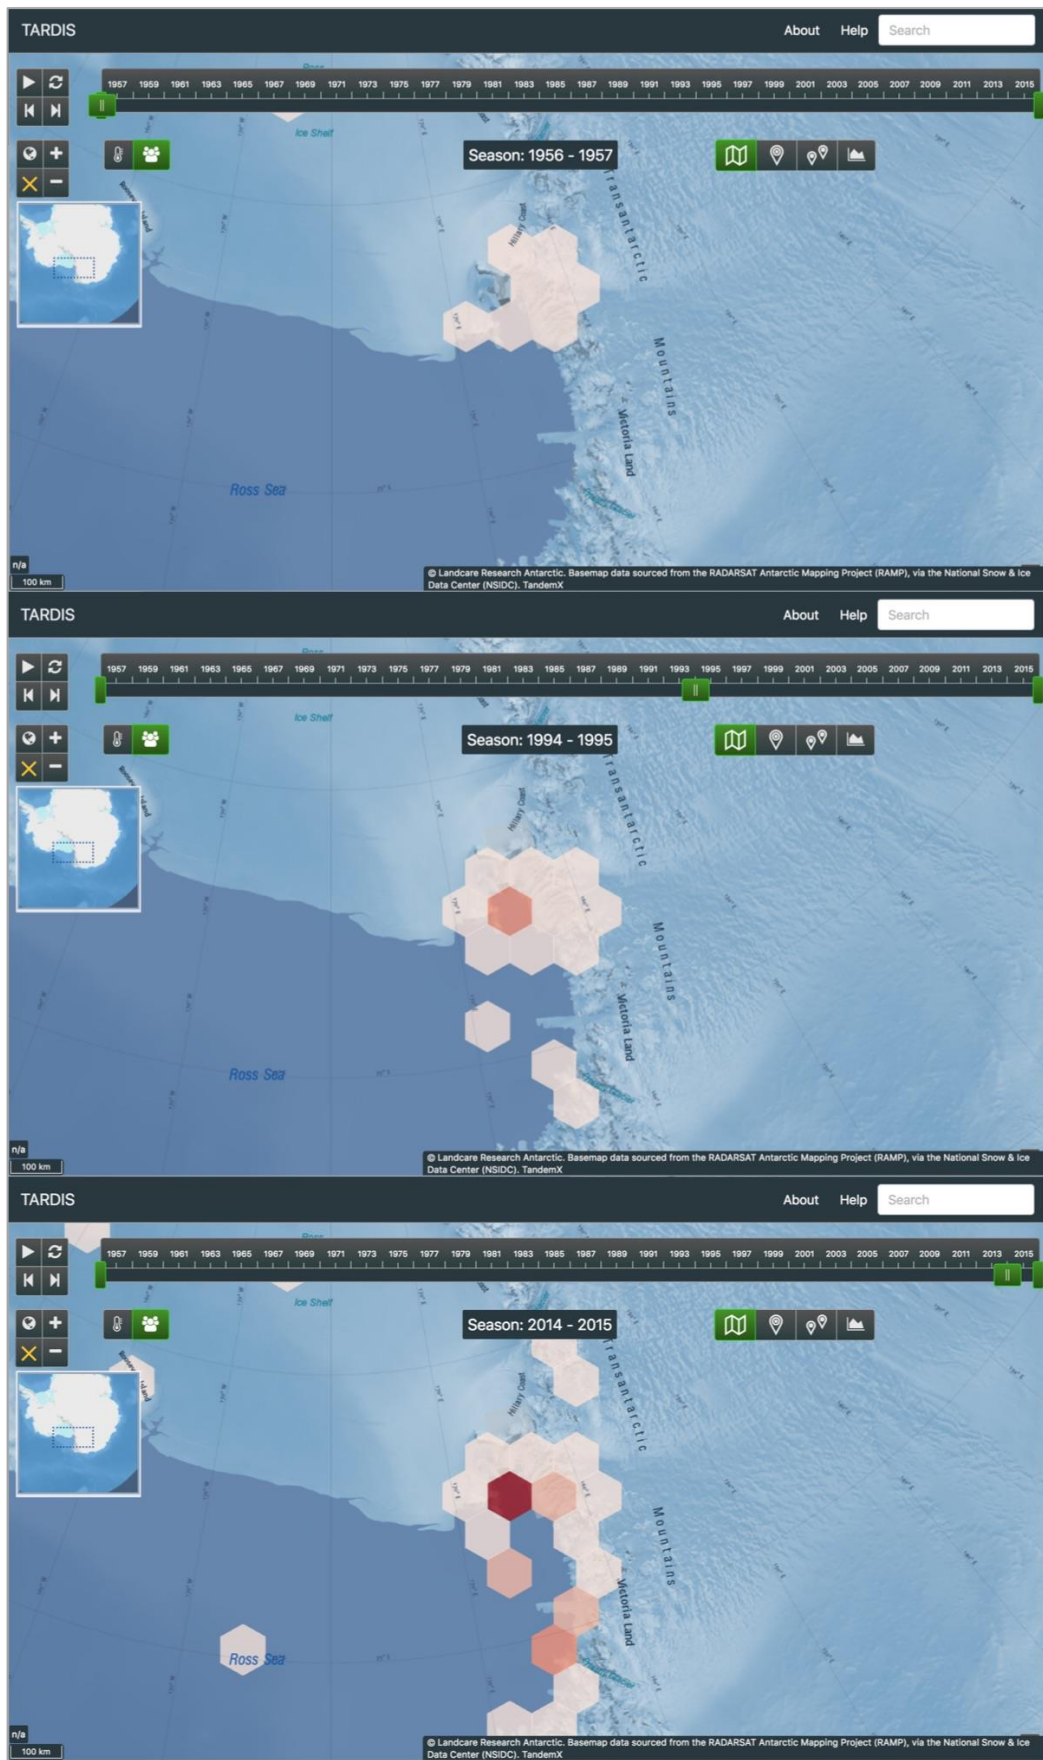 TARDIS
About Help Search
1957 1959 1961 1963 1965 1967 1969 1971 1973 1975 1977 1979 1981 1983 1985 1987 1989 1991 1993 1995 1997 1999 2001 2003 2005 2007 2009 2011 2013 2015
Ice Shelf
Season: 1956 - 1957
Transantarctic
Hillary Coast
Island
Mountains
Victoria Land
Ross Sea
n/a
100 km
© Landcare Research Antarctic. Basemap data sourced from the RADARSAT Antarctic Mapping Project (RAMP), via the National Snow & Ice
Data Center (NSIDC). TandemX
TARDIS
About Help Search
1957 1959 1961 1963 1965 1967 1969 1971 1973 1975 1977 1979 1981 1983 1985 1987 1989 1991 1993 1995 1997 1999 2001 2003 2005 2007 2009 2011 2013 2015
Ice Shelf
Season: 1994 - 1995
Transantarctic
Hillary Coast
Island
Mountains
Victoria Land
Ross Sea
n/a
100 km
© Landcare Research Antarctic. Basemap data sourced from the RADARSAT Antarctic Mapping Project (RAMP), via the National Snow & Ice
Data Center (NSIDC). TandemX
TARDIS
About Help Search
1957 1959 1961 1963 1965 1967 1969 1971 1973 1975 1977 1979 1981 1983 1985 1987 1989 1991 1993 1995 1997 1999 2001 2003 2005 2007 2009 2011 2013 2015
Ice Shelf
Season: 2014 - 2015
Transantarctic
Hillary Coast
Island
Mountains
Victoria Land
Ross Sea
n/a
100 km
© Landcare Research Antarctic. Basemap data sourced from the RADARSAT Antarctic Mapping Project (RAMP), via the National Snow & Ice
Data Center (NSIDC). TandemX